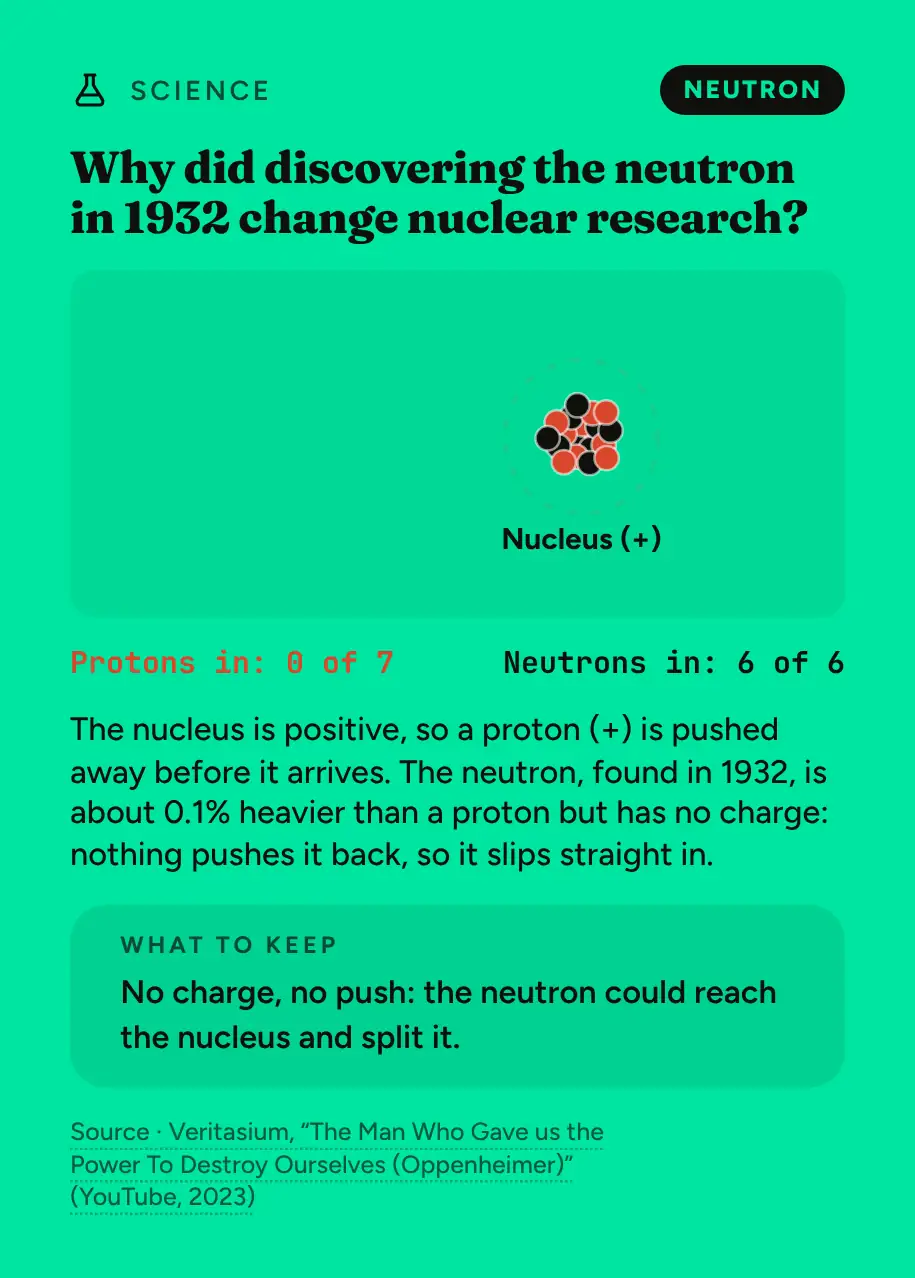 SCIENCE
NEUTRON
Why did discovering the neutron
in 1932 change nuclear research?
Nucleus (+)
Protons in: 0 of 7
Neutrons in: 6 of 6
The nucleus is positive, so a proton (+) is pushed
away before it arrives. The neutron, found in 1932, is
about 0.1% heavier than a proton but has no charge:
nothing pushes it back, so it slips straight in.
WHAT TO KEEP
No charge, no push: the neutron could reach
the nucleus and split it.
Source · Veritasium, “The Man Who Gave us the
Power To Destroy Ourselves (Oppenheimer)”
(YouTube, 2023)